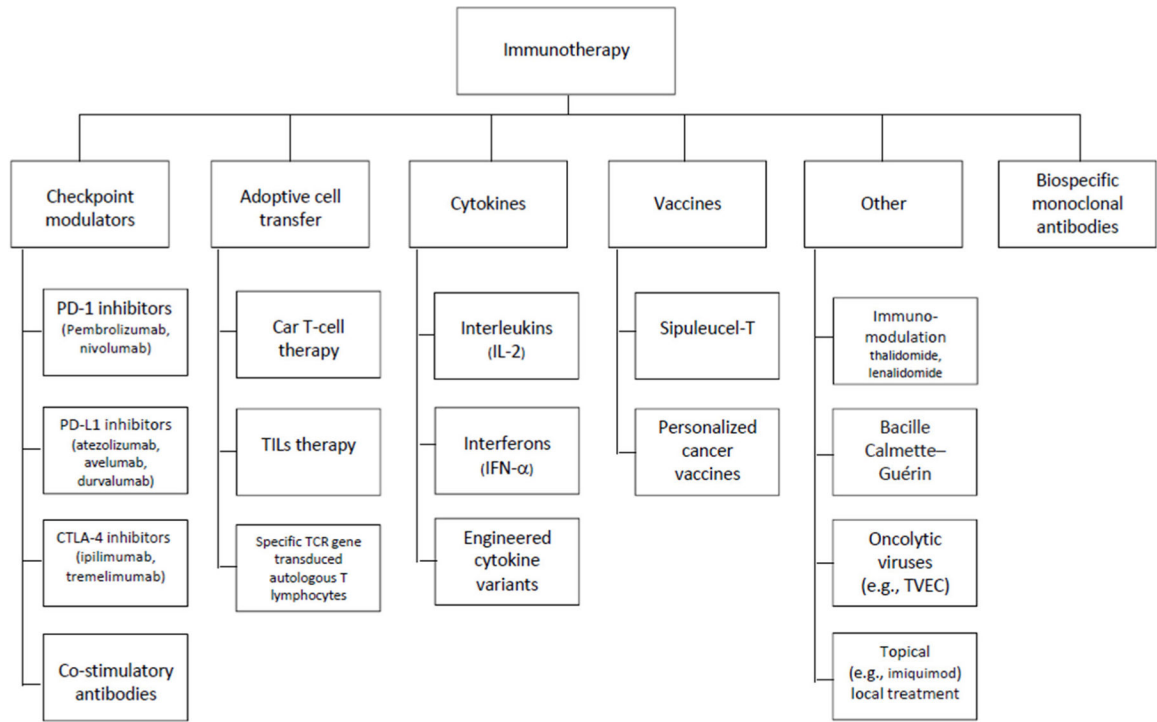 Immunotherapy
Checkpoint
modulators
Adoptive cell
transfer
Cytokines
Vaccines
Other
Biospecific
monoclonal
antibodies
PD-1 inhibitors
(Pembrolizumab,
nivolumab)
PD-L1 inhibitors
(atezolizumab,
avelumab,
durvalumab)
CTLA-4 inhibitors
(ipilimumab,
tremelimumab)
Co-stimulatory
antibodies
Car T-cell
therapy
TILs therapy
Specific TCR gene
transduced
autologous T
lymphocytes
Interleukins
(IL-2)
Interferons
(IFN-α)
Engineered
cytokine
variants
Sipuleucel-T
Personalized
cancer
vaccines
Immuno-
modulation
thalidomide,
lenalidomide
Bacille
Calmette–
Guérin
Oncolytic
viruses
(e.g., TVEC)
Topical
(e.g., imiquimod)
local treatment